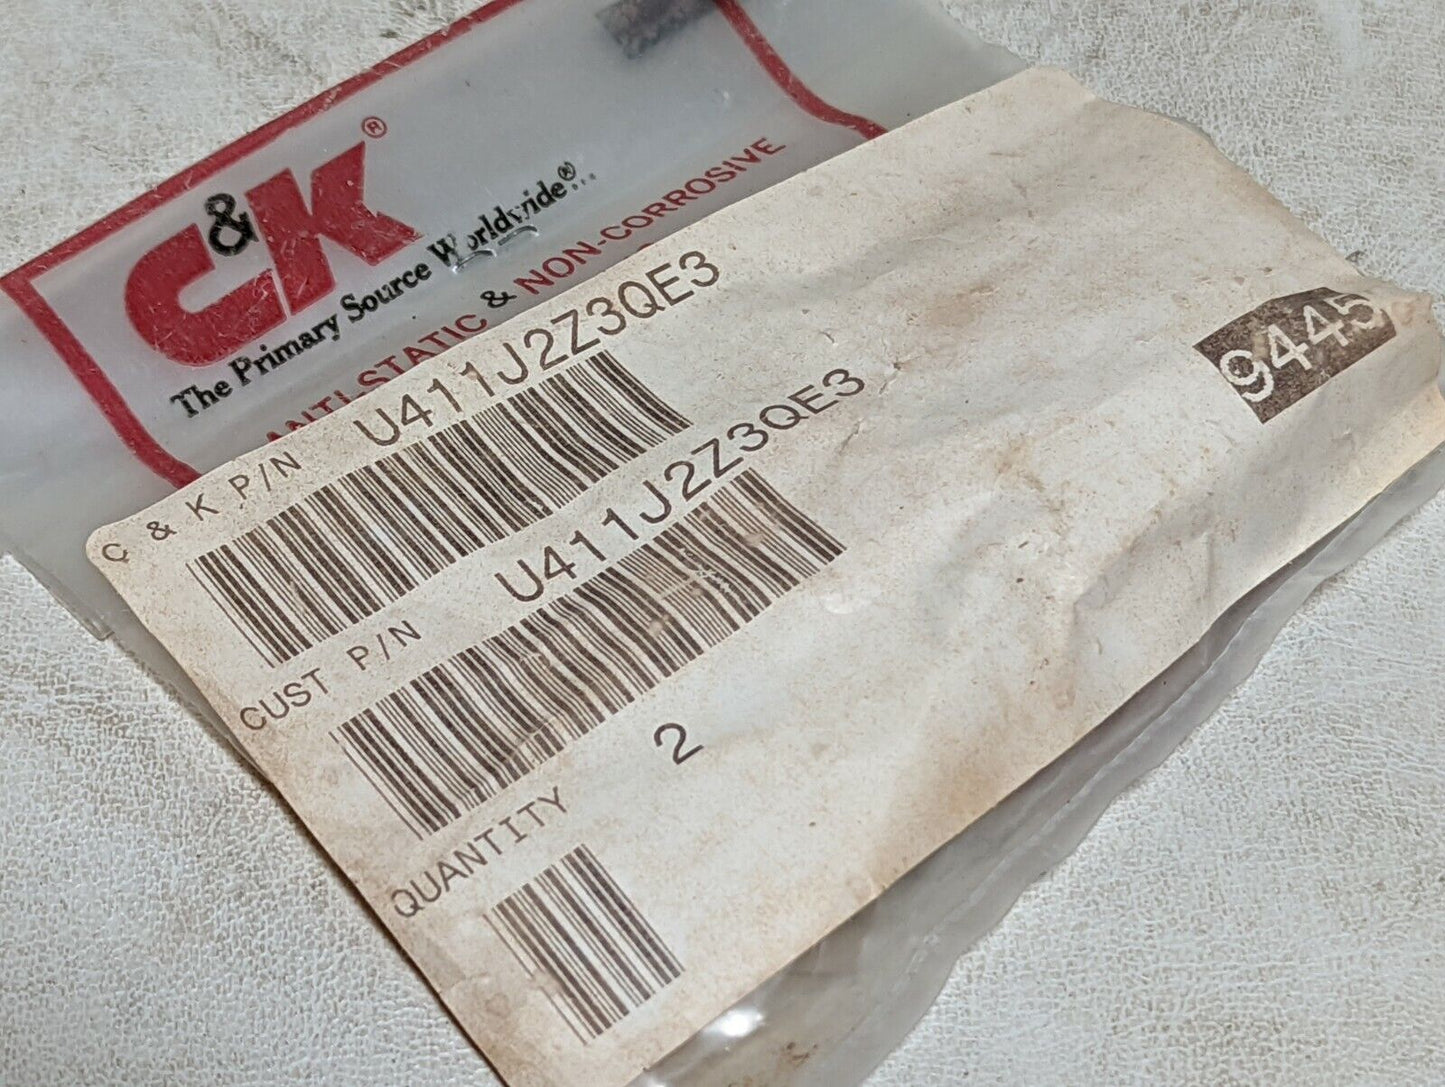 C&K®
The Primary Source Worldwide®...
ANTI-STATIC & NON-CORROSIVE
C & K P/N U411J2Z3QE3
9445
CUST P/N U411J2Z3QE3
QUANTITY 2